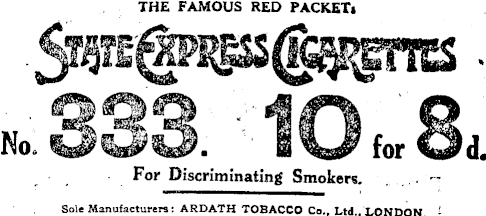 THE FAMOUS RED PACKET.
STATE EXPRESS CIGARETTES
No. 333. 10 for 8d.
For Discriminating Smokers.
Sole Manufacturers: ARDATH TOBACCO Co., Ltd., LONDON.